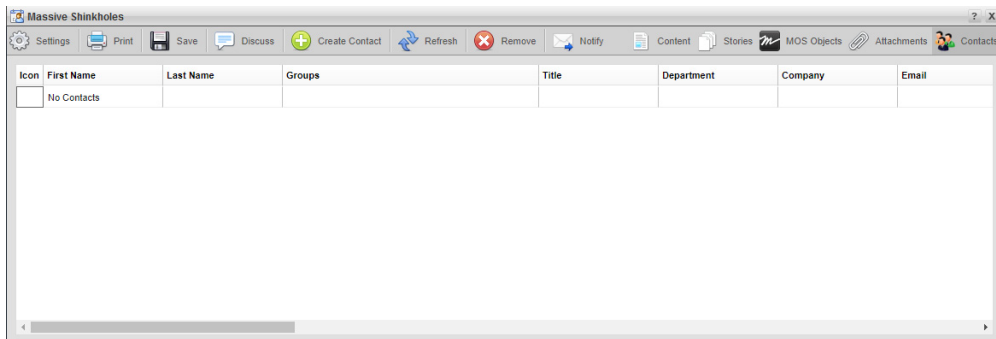 Massive Shinkholes ? X
Settings Print Save Discuss Create Contact Refresh Remove Notify Content Stories MOS Objects Attachments Contacts
Icon First Name Last Name Groups Title Department Company Email
No Contacts